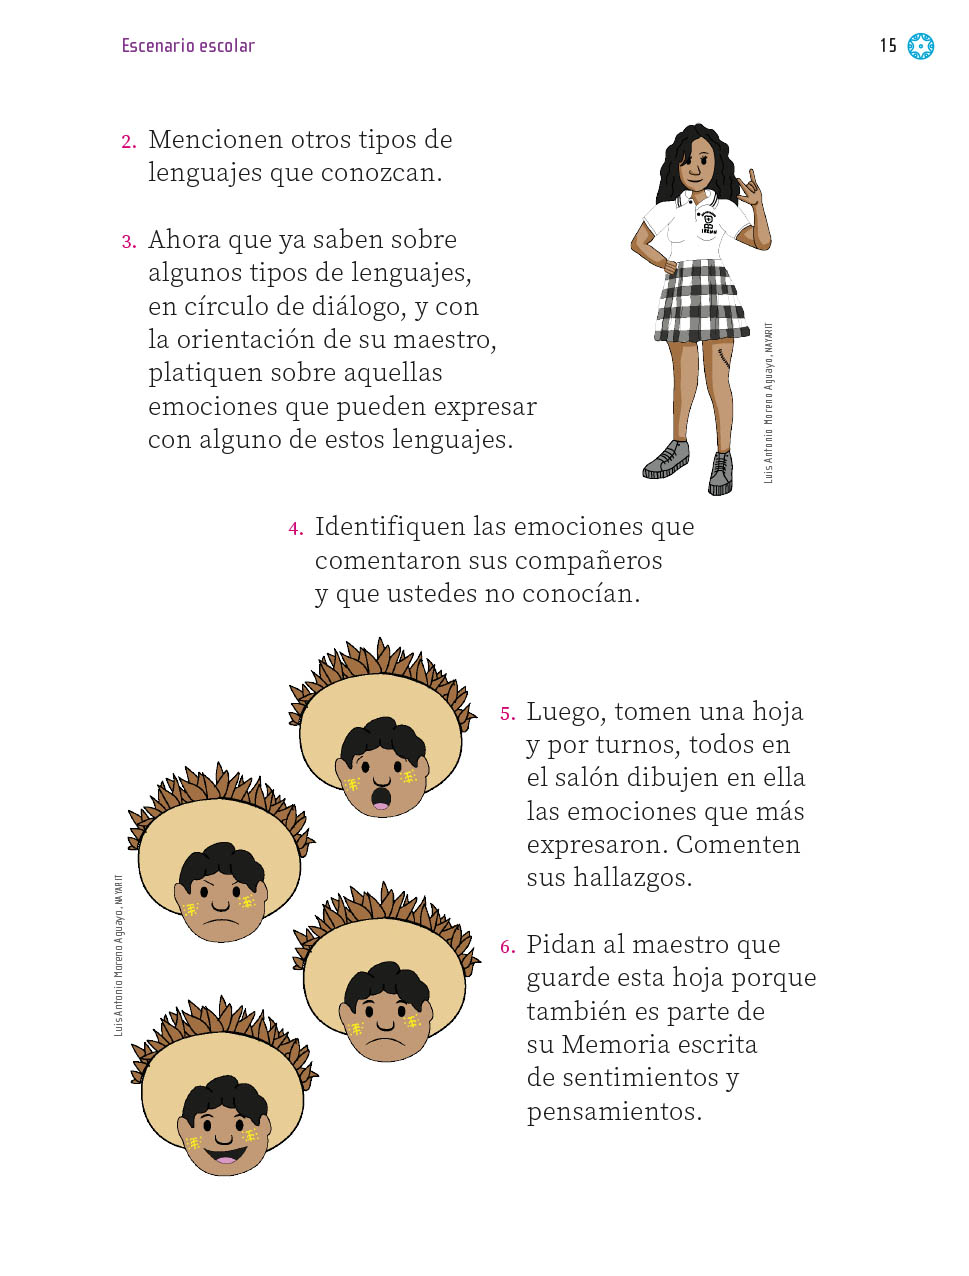 Escenario escolar
15
2. Mencionen otros tipos de
lenguajes que conozcan.
3. Ahora que ya saben sobre
algunos tipos de lenguajes,
en círculo de diálogo, y con
la orientación de su maestro,
platiquen sobre aquellas
emociones que pueden expresar
con alguno de estos lenguajes.
Luis Antonio Moreno Aguayo, NAYARIT
4. Identifiquen las emociones que
comentaron sus compañeros
y que ustedes no conocían.
5. Luego, tomen una hoja
y por turnos, todos en
el salón dibujen en ella
las emociones que más
expresaron. Comenten
sus hallazgos.
6. Pidan al maestro que
guarde esta hoja porque
también es parte de
su Memoria escrita
de sentimientos y
pensamientos.
Luis Antonio Moreno Aguayo, NAYARIT